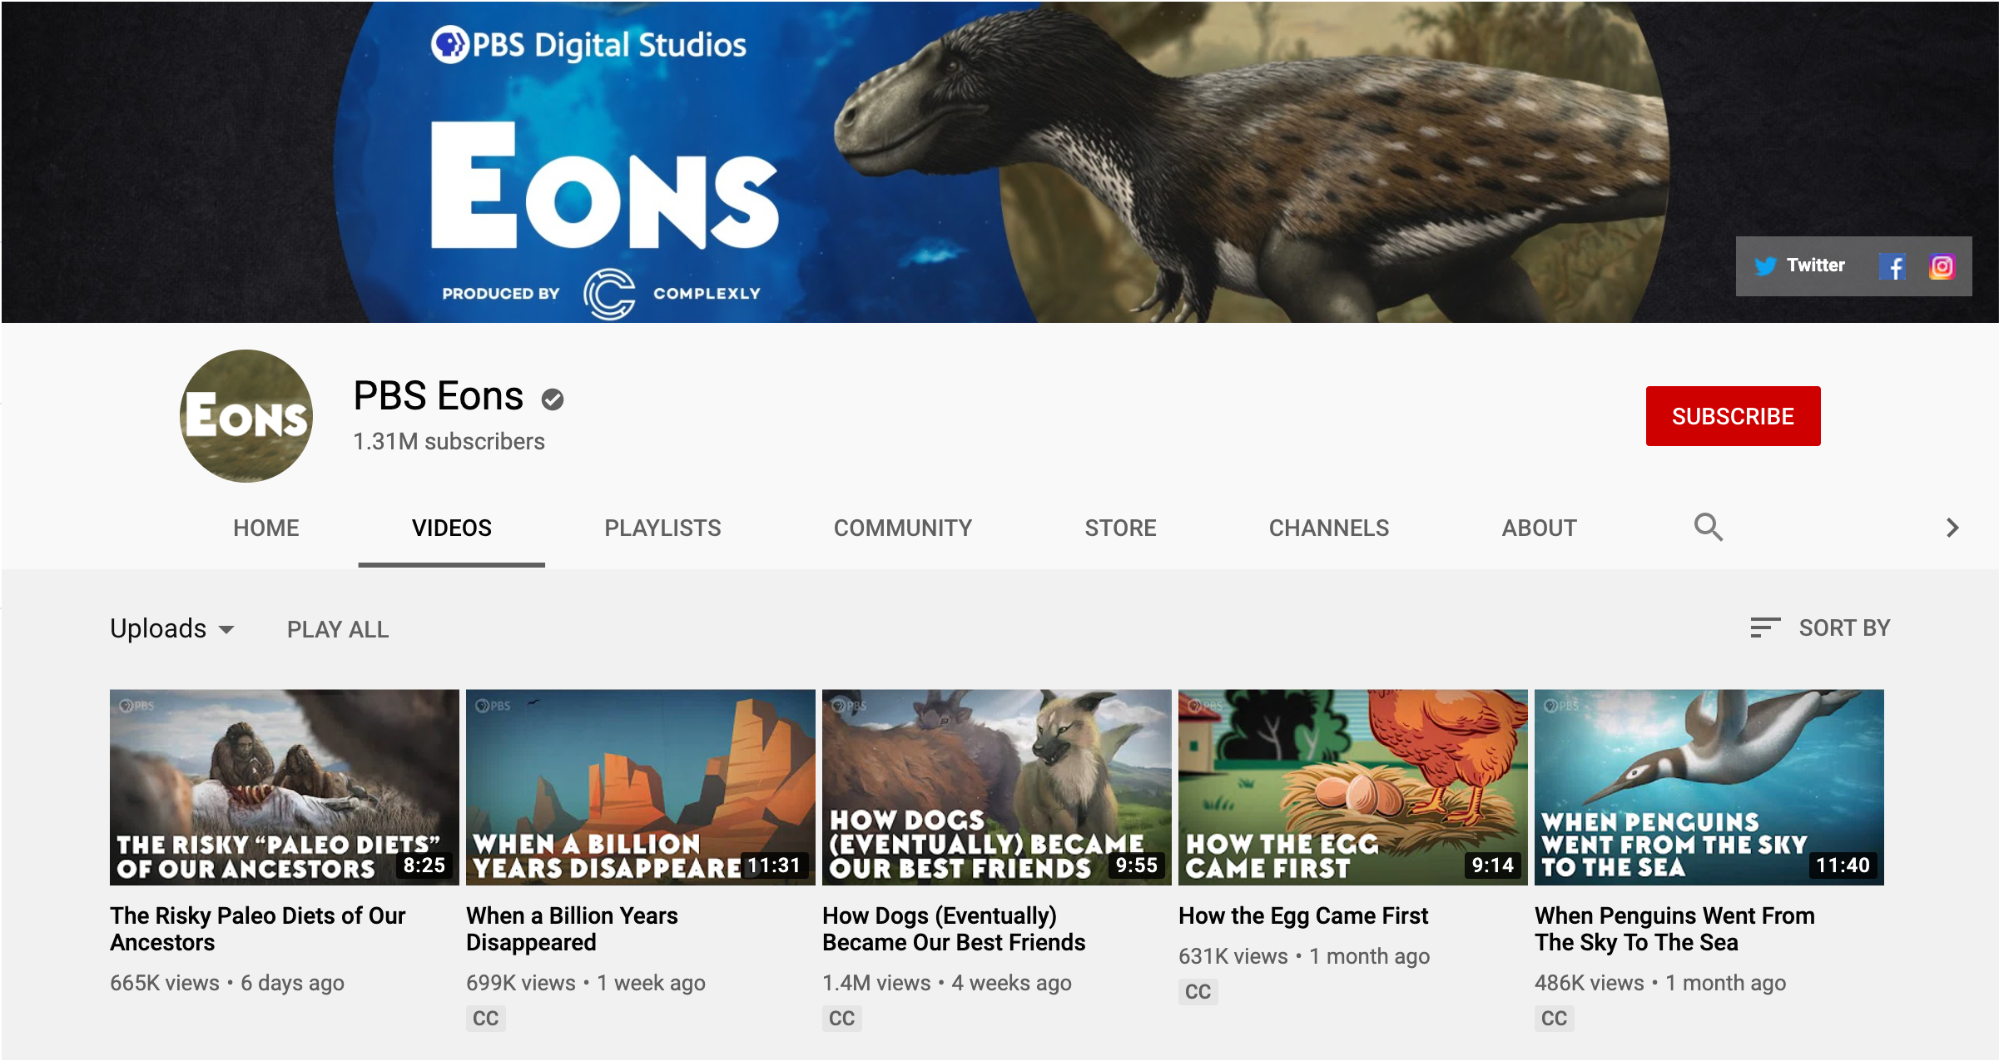 PBS Digital Studios
EONS
PRODUCED BY COMPLEXLY
Twitter
EONS
PBS Eons
1.31M subscribers
SUBSCRIBE
HOME VIDEOS PLAYLISTS COMMUNITY STORE CHANNELS ABOUT
Uploads PLAY ALL SORT BY
PBS
THE RISKY "PALEO DIETS"
OF OUR ANCESTORS
8:25
The Risky Paleo Diets of Our
Ancestors
665K views • 6 days ago
PBS
WHEN A BILLION
YEARS DISAPPEARE
11:31
When a Billion Years
Disappeared
699K views • 1 week ago
CC
PBS
HOW DOGS
(EVENTUALLY) BECAME
OUR BEST FRIENDS
9:55
How Dogs (Eventually)
Became Our Best Friends
1.4M views • 4 weeks ago
CC
PBS
HOW THE EGG
CAME FIRST
9:14
How the Egg Came First
631K views • 1 month ago
CC
PBS
WHEN PENGUINS
WENT FROM THE SKY
TO THE SEA
11:40
When Penguins Went From
The Sky To The Sea
486K views • 1 month ago
CC